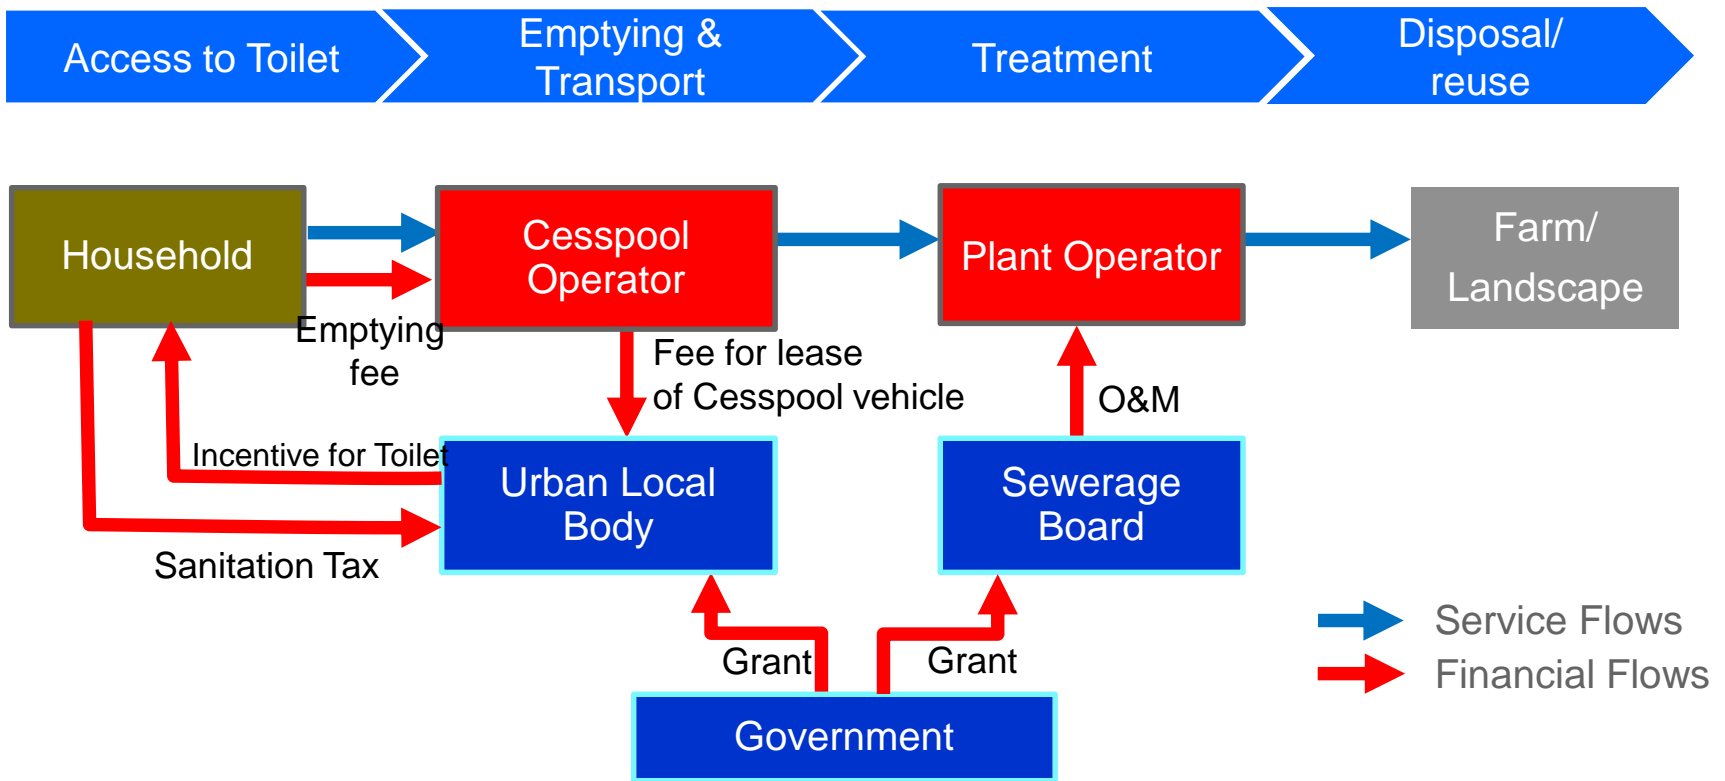 Access to Toilet
Emptying &
Transport
Treatment
Disposal/
reuse
Household
Cesspool
Operator
Plant Operator
Farm/
Landscape
Emptying
fee
Fee for lease
of Cesspool vehicle
O&M
Incentive for Toilet
Urban Local
Body
Sewerage
Board
Sanitation Tax
Grant
Grant
Government
Service Flows
Financial Flows